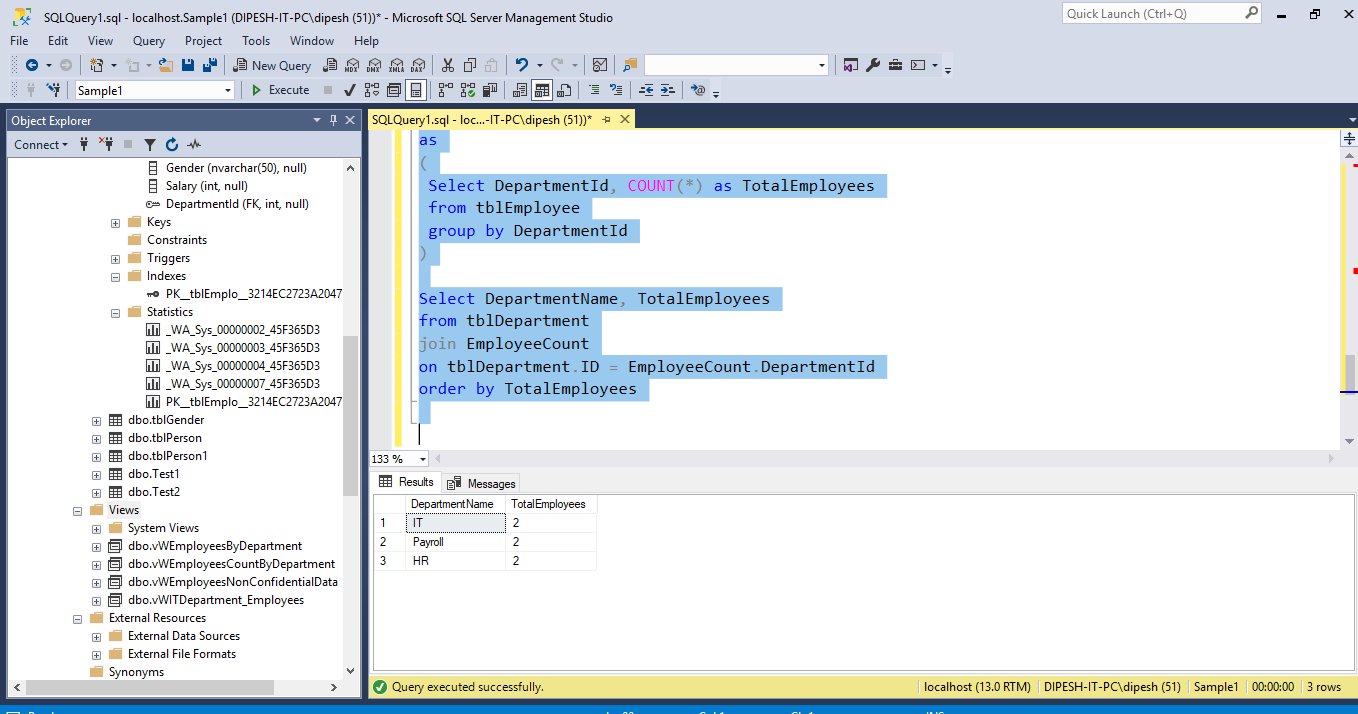 SQLQuery1.sql - localhost.Sample1 (DIPESH-IT-PC\dipesh (51))* - Microsoft SQL Server Management Studio
Quick Launch (Ctrl+Q)
File Edit View Query Project Tools Window Help
New Query MDX DMX XMLA DAX
Sample1 Execute
Object Explorer
Connect
Gender (nvarchar(50), null)
Salary (int, null)
DepartmentId (FK, int, null)
Keys
Constraints
Triggers
Indexes
PK__tblEmplo__3214EC2723A2047
Statistics
_WA_Sys_00000002_45F365D3
_WA_Sys_00000003_45F365D3
_WA_Sys_00000004_45F365D3
_WA_Sys_00000007_45F365D3
PK__tblEmplo__3214EC2723A2047
dbo.tblGender
dbo.tblPerson
dbo.tblPerson1
dbo.Test1
dbo.Test2
Views
System Views
dbo.vWEmployeesByDepartment
dbo.vWEmployeesCountByDepartment
dbo.vWEmployeesNonConfidentialData
dbo.vWITDepartment_Employees
External Resources
External Data Sources
External File Formats
Synonyms
SQLQuery1.sql - loc...-IT-PC\dipesh (51))*
as
(
Select DepartmentId, COUNT(*) as TotalEmployees
from tblEmployee
group by DepartmentId
)
Select DepartmentName, TotalEmployees
from tblDepartment
join EmployeeCount
on tblDepartment.ID = EmployeeCount.DepartmentId
order by TotalEmployees
133 %
Results Messages
DepartmentName TotalEmployees
1 IT 2
2 Payroll 2
3 HR 2
Query executed successfully.
localhost (13.0 RTM) DIPESH-IT-PC\dipesh (51) Sample1 00:00:00 3 rows